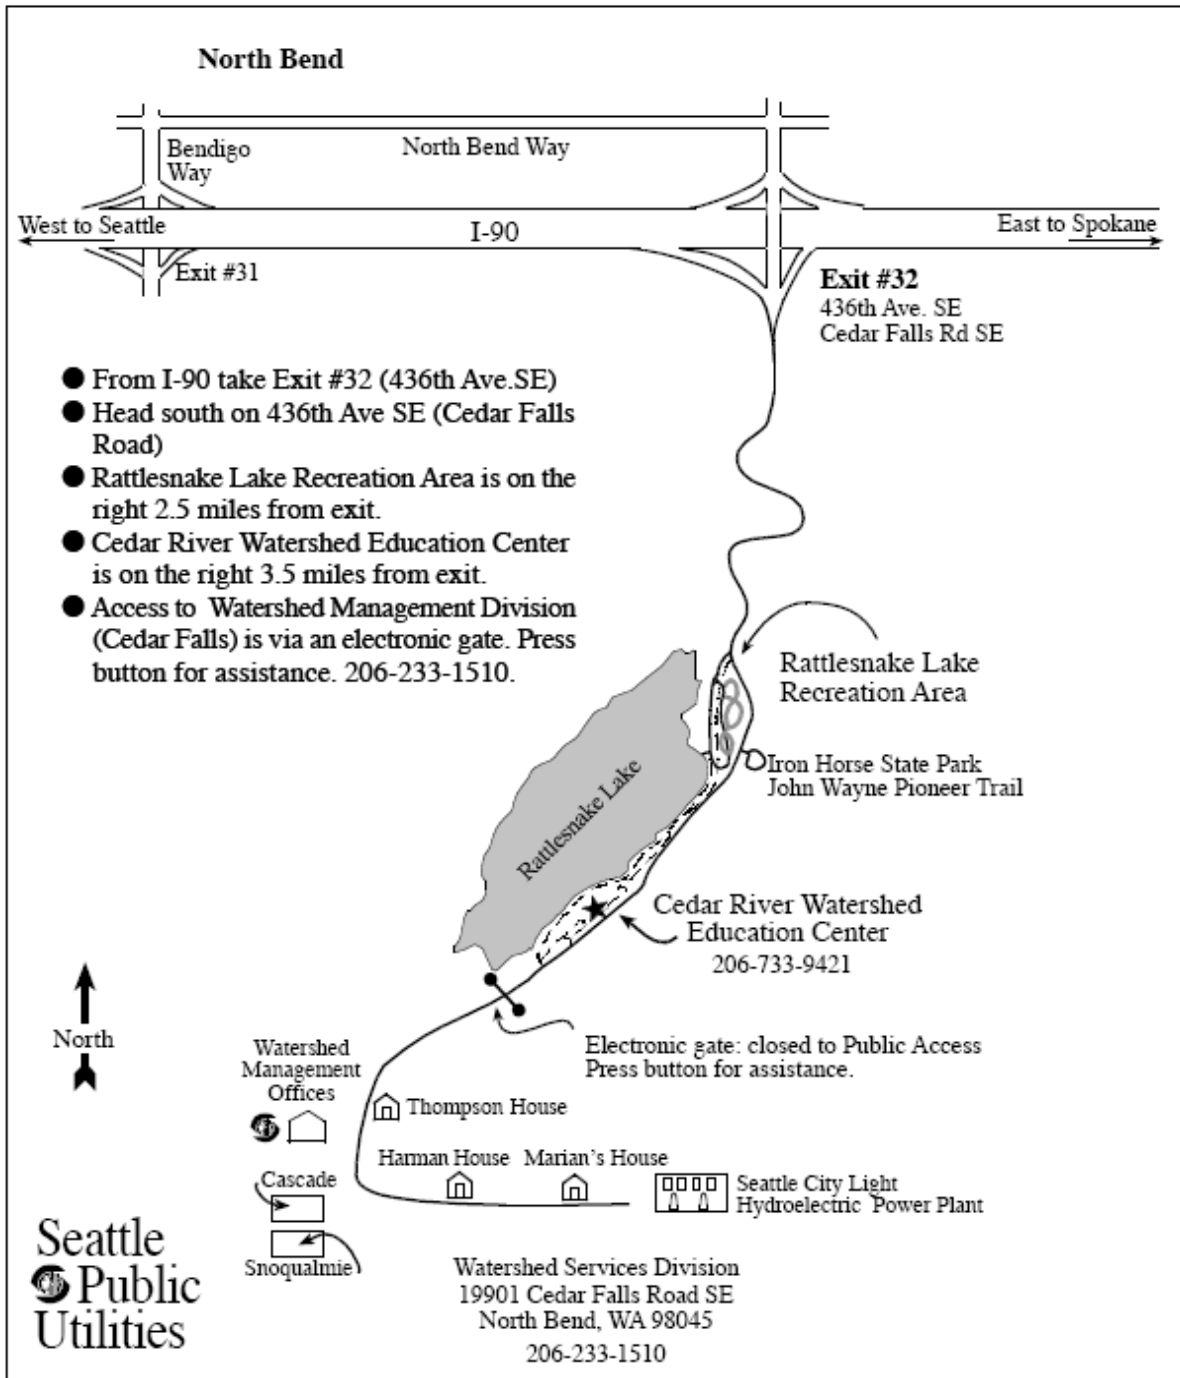 North Bend
Bendigo
Way
North Bend Way
West to Seattle
I-90
East to Spokane
Exit #31
Exit #32
436th Ave. SE
Cedar Falls Rd SE
● From I-90 take Exit #32 (436th Ave.SE)
● Head south on 436th Ave SE (Cedar Falls
Road)
● Rattlesnake Lake Recreation Area is on the
right 2.5 miles from exit.
● Cedar River Watershed Education Center
is on the right 3.5 miles from exit.
● Access to Watershed Management Division
(Cedar Falls) is via an electronic gate. Press
button for assistance. 206-233-1510.
Rattlesnake Lake
Recreation Area
Iron Horse State Park
John Wayne Pioneer Trail
Rattlesnake Lake
Cedar River Watershed
Education Center
206-733-9421
North
Electronic gate: closed to Public Access
Press button for assistance.
Watershed
Management
Offices
Thompson House
Harman House
Marian's House
Cascade
Seattle City Light
Hydroelectric Power Plant
Snoqualmie
Seattle
Public
Utilities
Watershed Services Division
19901 Cedar Falls Road SE
North Bend, WA 98045
206-233-1510